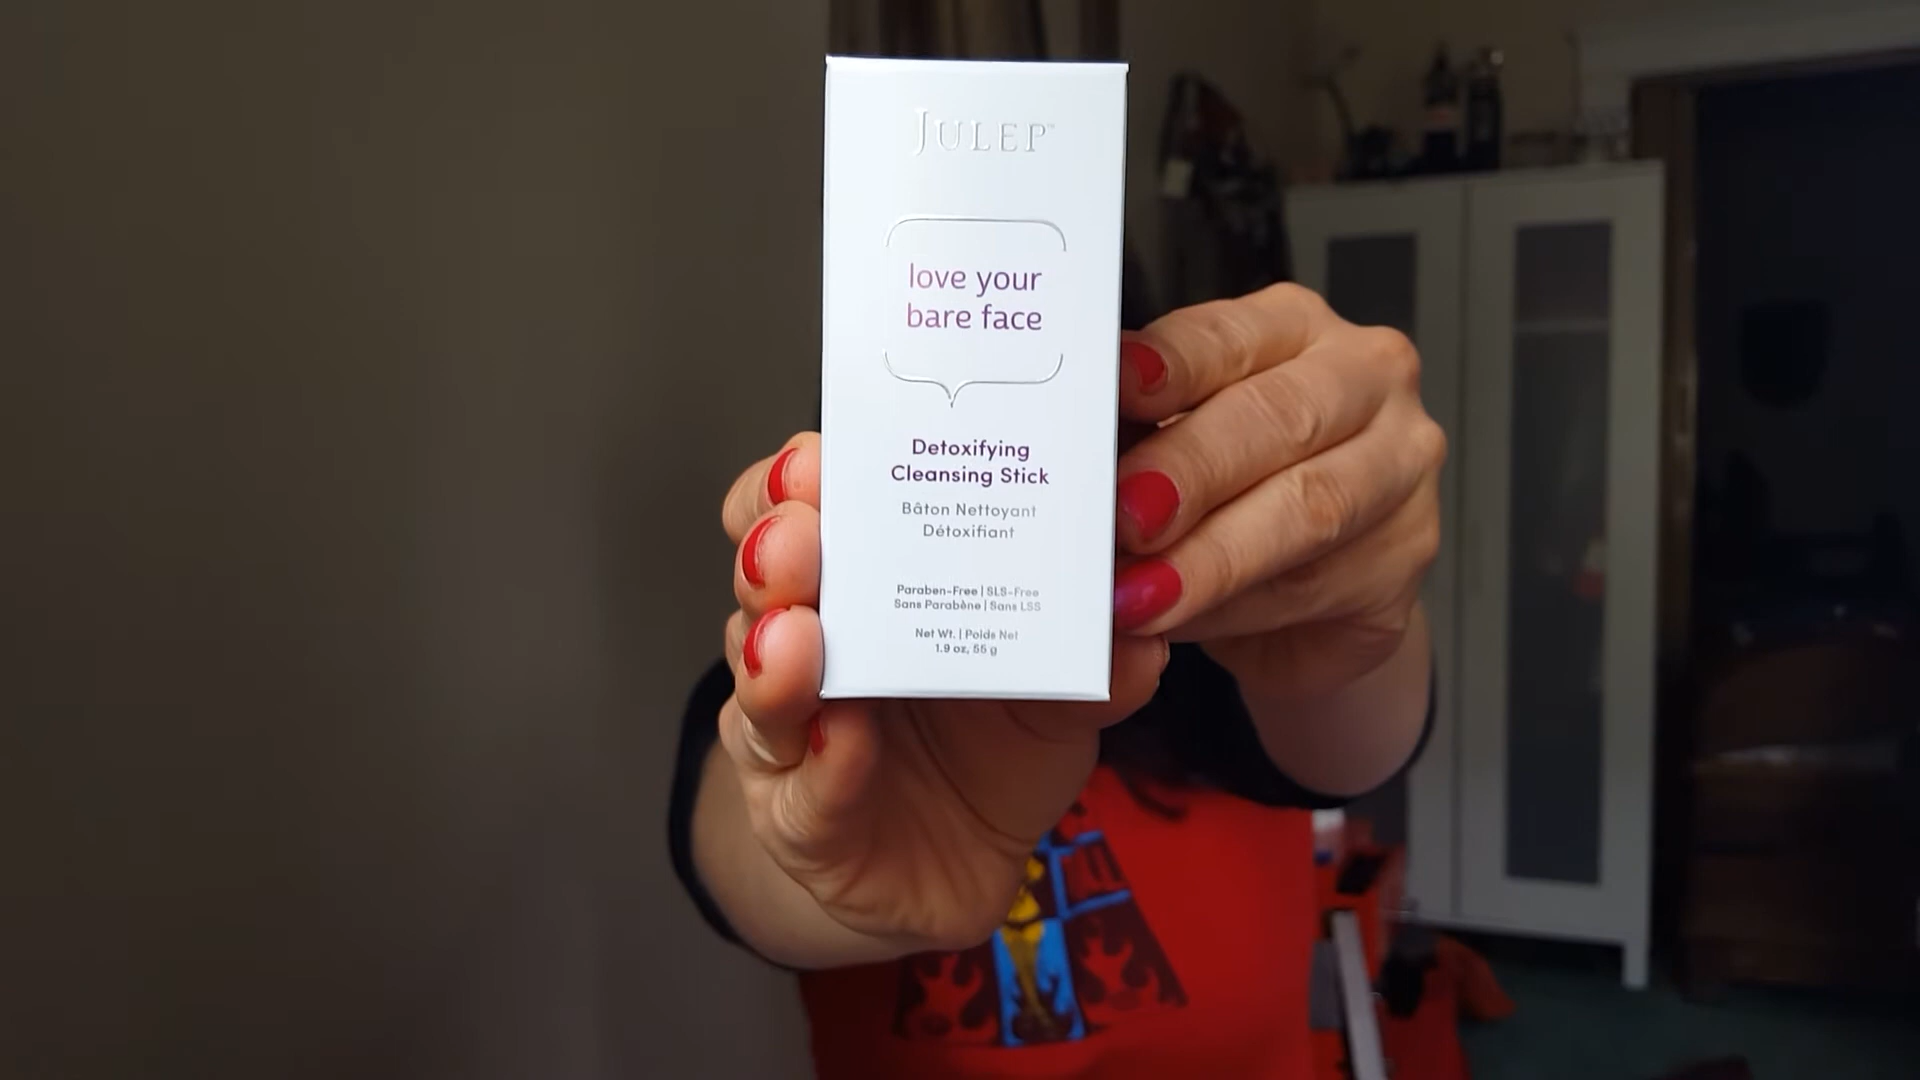 JULEP™
love your
bare face
Detoxifying
Cleansing Stick
Bâton Nettoyant
Détoxifiant
Paraben-Free | SLS-Free
Sans Parabène | Sans LSS
Net Wt. | Poids Net
1.9 oz, 55 g